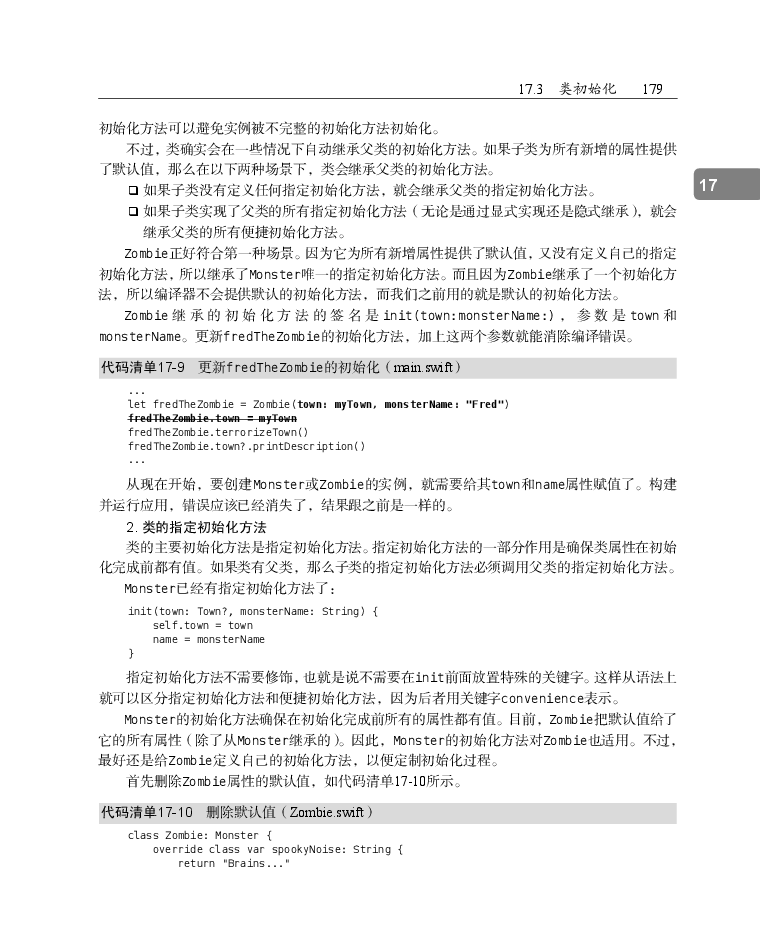 17.3 类初始化 179
初始化方法可以避免实例被不完整的初始化方法初始化。
不过，类确实会在一些情况下自动继承父类的初始化方法。如果子类为所有新增的属性提供
了默认值，那么在以下两种场景下，类会继承父类的初始化方法。
17
❑ 如果子类没有定义任何指定初始化方法，就会继承父类的指定初始化方法。
❑ 如果子类实现了父类的所有指定初始化方法（无论是通过显式实现还是隐式继承），就会
继承父类的所有便捷初始化方法。
Zombie正好符合第一种场景。因为它为所有新增属性提供了默认值，又没有定义自己的指定
初始化方法，所以继承了Monster唯一的指定初始化方法。而且因为Zombie继承了一个初始化方
法，所以编译器不会提供默认的初始化方法，而我们之前用的就是默认的初始化方法。
Zombie继承的初始化方法的签名是init(town:monsterName:)，参数是town和
monsterName。更新fredTheZombie的初始化方法，加上这两个参数就能消除编译错误。
代码清单17-9 更新fredTheZombie的初始化（main.swift）
...
let fredTheZombie = Zombie(town: myTown, monsterName: "Fred")
fredTheZombie.town = myTown
fredTheZombie.terrorizeTown()
fredTheZombie.town?.printDescription()
...
从现在开始，要创建Monster或Zombie的实例，就需要给其town和name属性赋值了。构建
并运行应用，错误应该已经消失了，结果跟之前是一样的。
2. 类的指定初始化方法
类的主要初始化方法是指定初始化方法。指定初始化方法的一部分作用是确保类属性在初始
化完成前都有值。如果类有父类，那么子类的指定初始化方法必须调用父类的指定初始化方法。
Monster已经有指定初始化方法了：
init(town: Town?, monsterName: String) {
self.town = town
name = monsterName
}
指定初始化方法不需要修饰，也就是说不需要在init前面放置特殊的关键字。这样从语法上
就可以区分指定初始化方法和便捷初始化方法，因为后者用关键字convenience表示。
Monster的初始化方法确保在初始化完成前所有的属性都有值。目前，Zombie把默认值给了
它的所有属性（除了从Monster继承的）。因此，Monster的初始化方法对Zombie也适用。不过，
最好还是给Zombie定义自己的初始化方法，以便定制初始化过程。
首先删除Zombie属性的默认值，如代码清单17-10所示。
代码清单17-10 删除默认值（Zombie.swift）
class Zombie: Monster {
override class var spookyNoise: String {
return "Brains..."